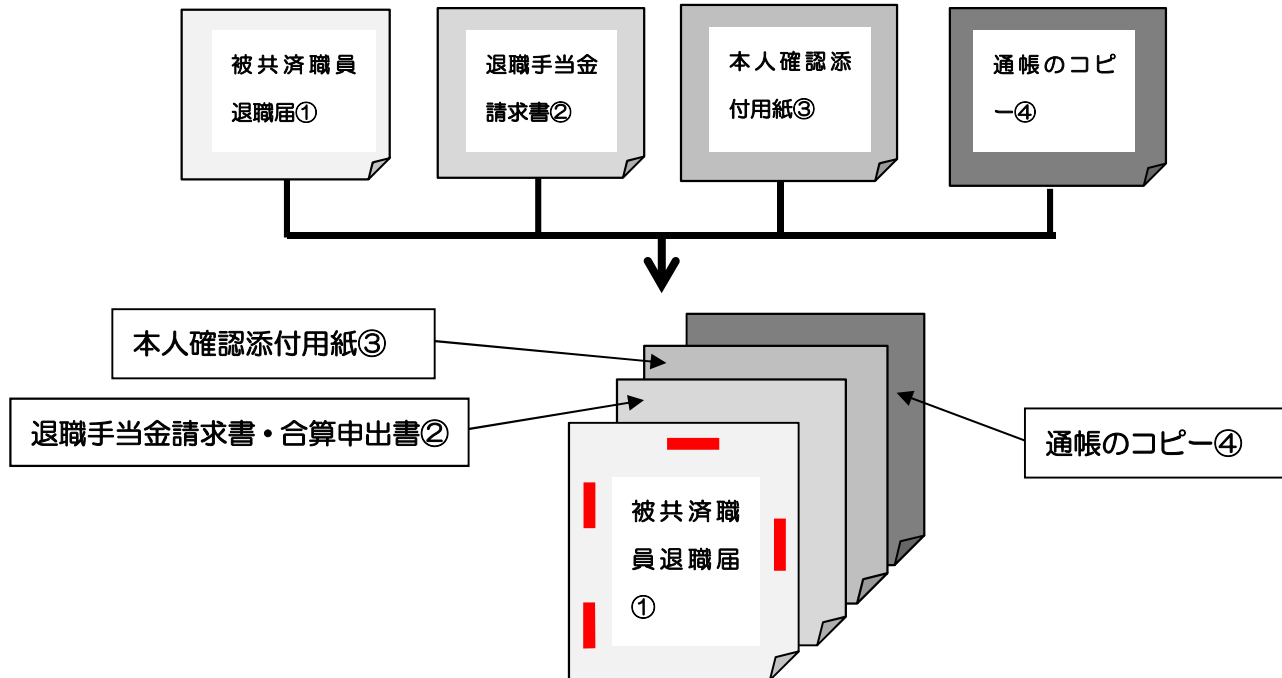 被共済職員
退職届①
退職手当金
請求書②
本人確認添
付用紙③
通帳のコピ
ー④
本人確認添付用紙③
退職手当金請求書・合算申出書②
通帳のコピー④
被共済職
員退職届
①